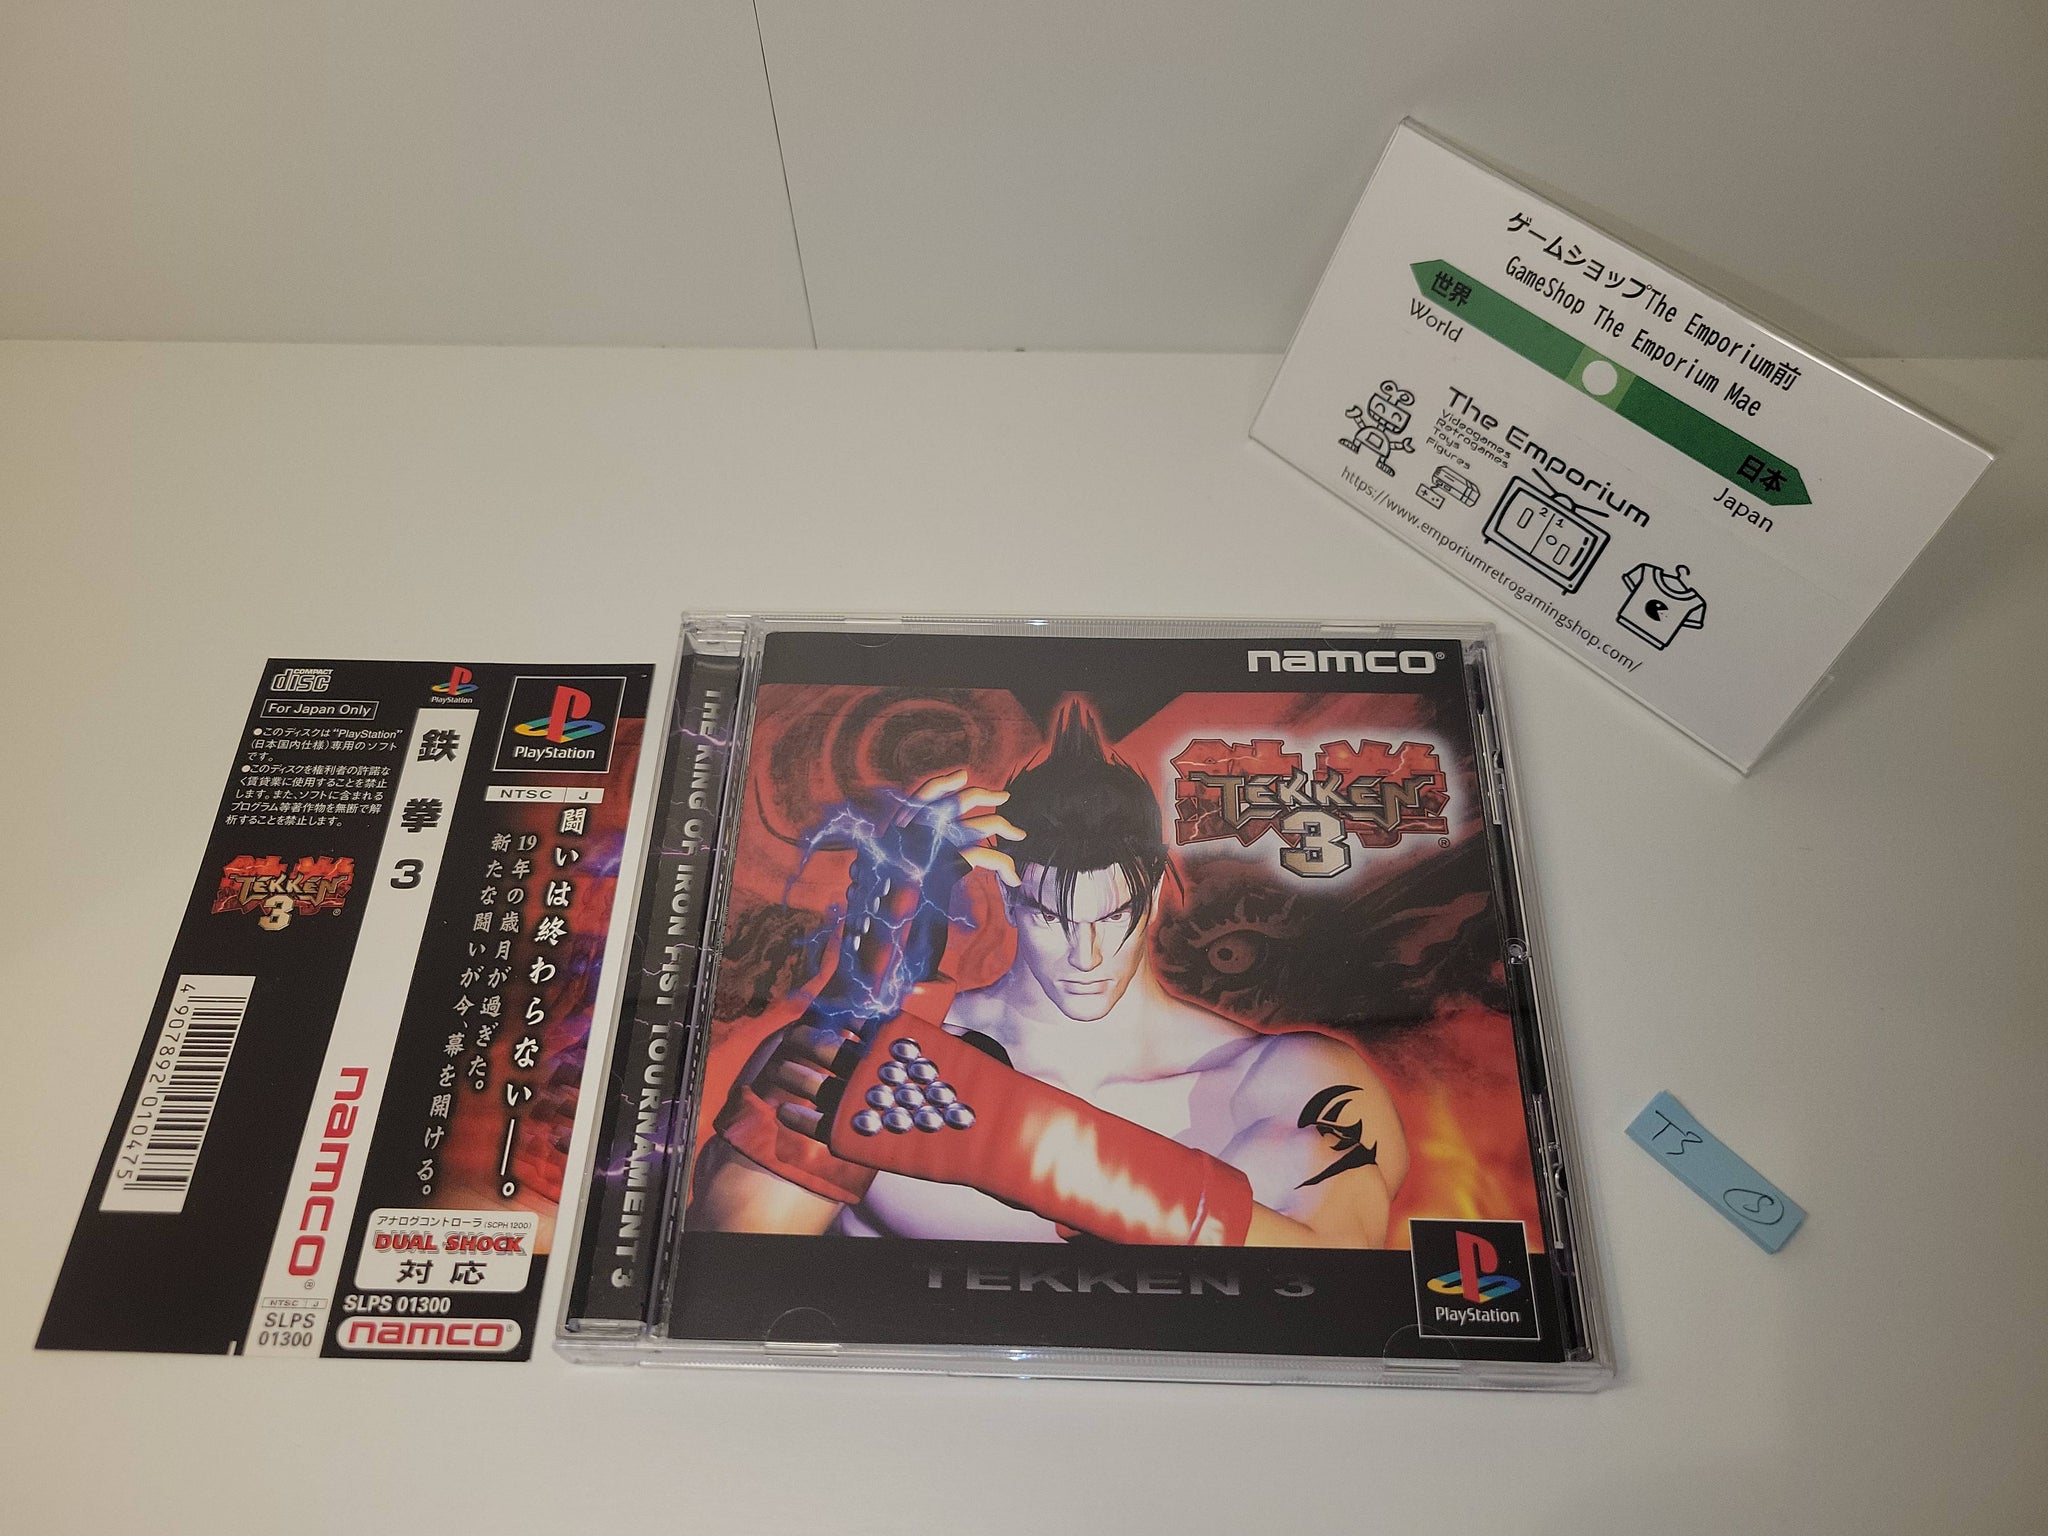 COMPACT
disc
For Japan Only
●このディスクは"PlayStation"
(日本国内仕様)専用のソフト
です。
●このディスクを権利者の許諾な
く賃貸業に使用することを禁止
します。また、ソフトに含まれる
プログラム等著作物を無断で解
析することを禁止します。
鉄拳
TEKKEN
3
®
4907892010475
PlayStation
鉄拳3
namco®
NTSC J
SLPS
01300
PlayStation
NTSC J
闘いは終わらない——。
19年の歳月が過ぎた。
新たな闘いが今、幕を開ける。
アナログコントローラ(SCPH 1200)
DUAL SHOCK
対応
SLPS 01300
namco®
THE KING OF IRON FIST TOURNAMENT 3
namco®
鉄拳
TEKKEN
3
®
TEKKEN 3
PlayStation
ゲームショップThe Emporium前
GameShop The Emporium Mae
世界
World
日本
Japan
The Emporium
Videogames
Retrogames
Toys
Figures
2 1
https://www.emporiumretrogamingshop.com/
T3
S